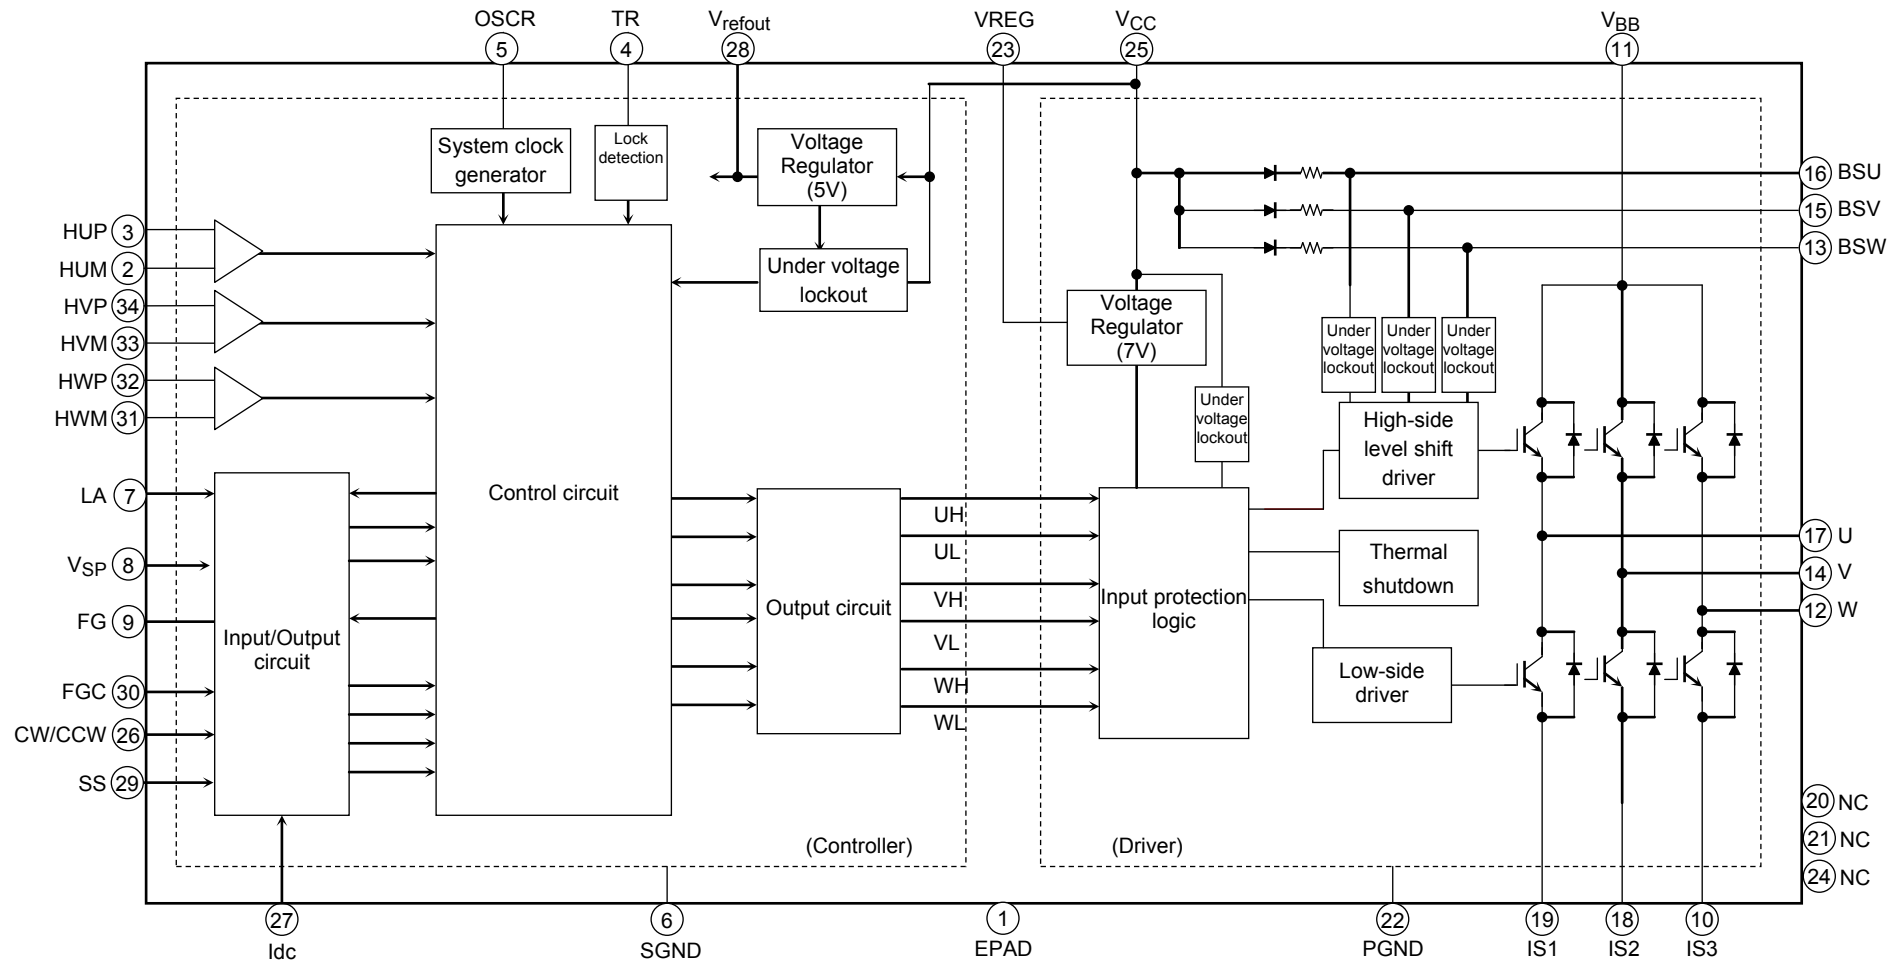 OSCR
TR
Vrefout
VREG
VCC
VBB
5
4
28
23
25
11
System clock
generator
Lock
detection
Voltage
Regulator
(5V)
16 BSU
15 BSV
13 BSW
HUP 3
HUM 2
HVP 34
HVM 33
HWP 32
HWM 31
Under voltage
lockout
Voltage
Regulator
(7V)
Under
voltage
lockout
Under
voltage
lockout
Under
voltage
lockout
Under
voltage
lockout
High-side
level shift
driver
LA 7
VSP 8
FG 9
FGC 30
CW/CCW 26
SS 29
Input/Output
circuit
Control circuit
Output circuit
UH
UL
VH
VL
WH
WL
Input protection
logic
Thermal
shutdown
Low-side
driver
17 U
14 V
12 W
20 NC
21 NC
24 NC
(Controller)
(Driver)
27
6
1
22
19
18
10
Idc
SGND
EPAD
PGND
IS1
IS2
IS3